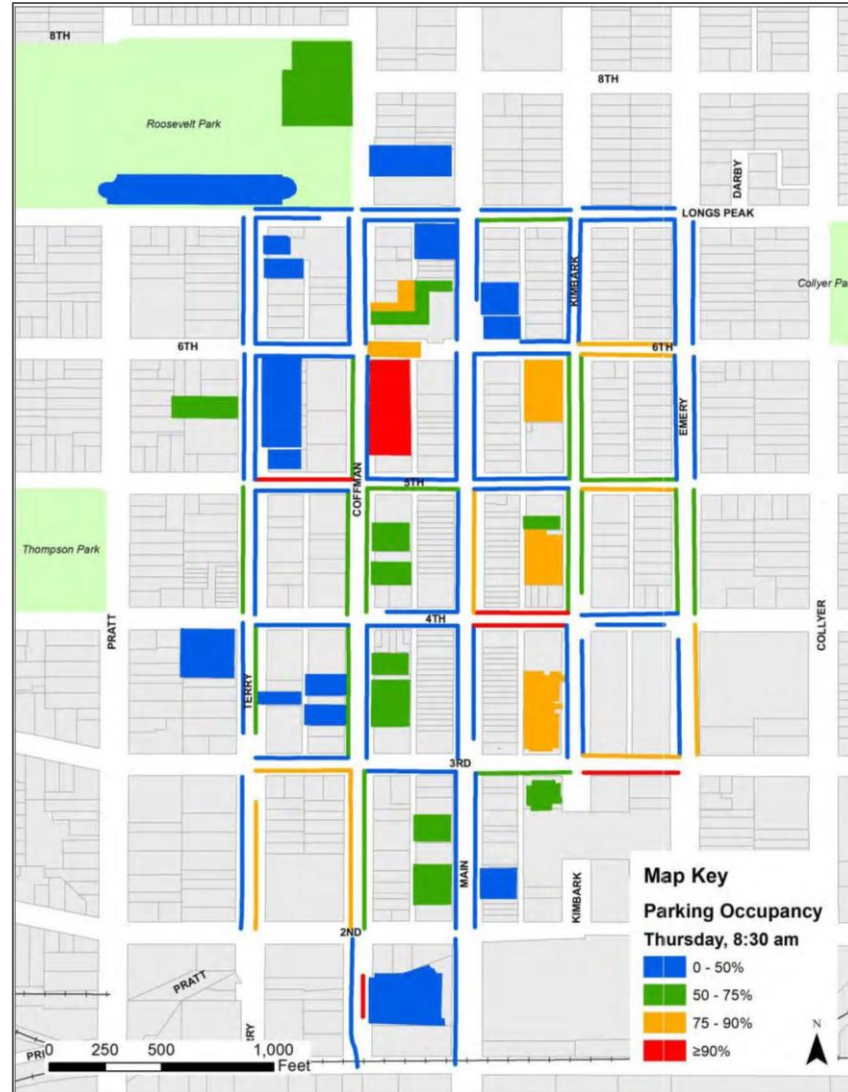 8TH
8TH
Roosevelt Park
DARBY
LONGS PEAK
KIMBARK
Collyer Pa
6TH
6TH
EMERY
COFFMAN
5TH
Thompson Park
4TH
PRATT
COLLYER
TERRY
3RD
MAIN
KIMBARK
2ND
PRATT
PRI
RRY
0 250 500 1,000
Feet
Map Key
Parking Occupancy
Thursday, 8:30 am
0 - 50%
50 - 75%
75 - 90%
≥90%
N